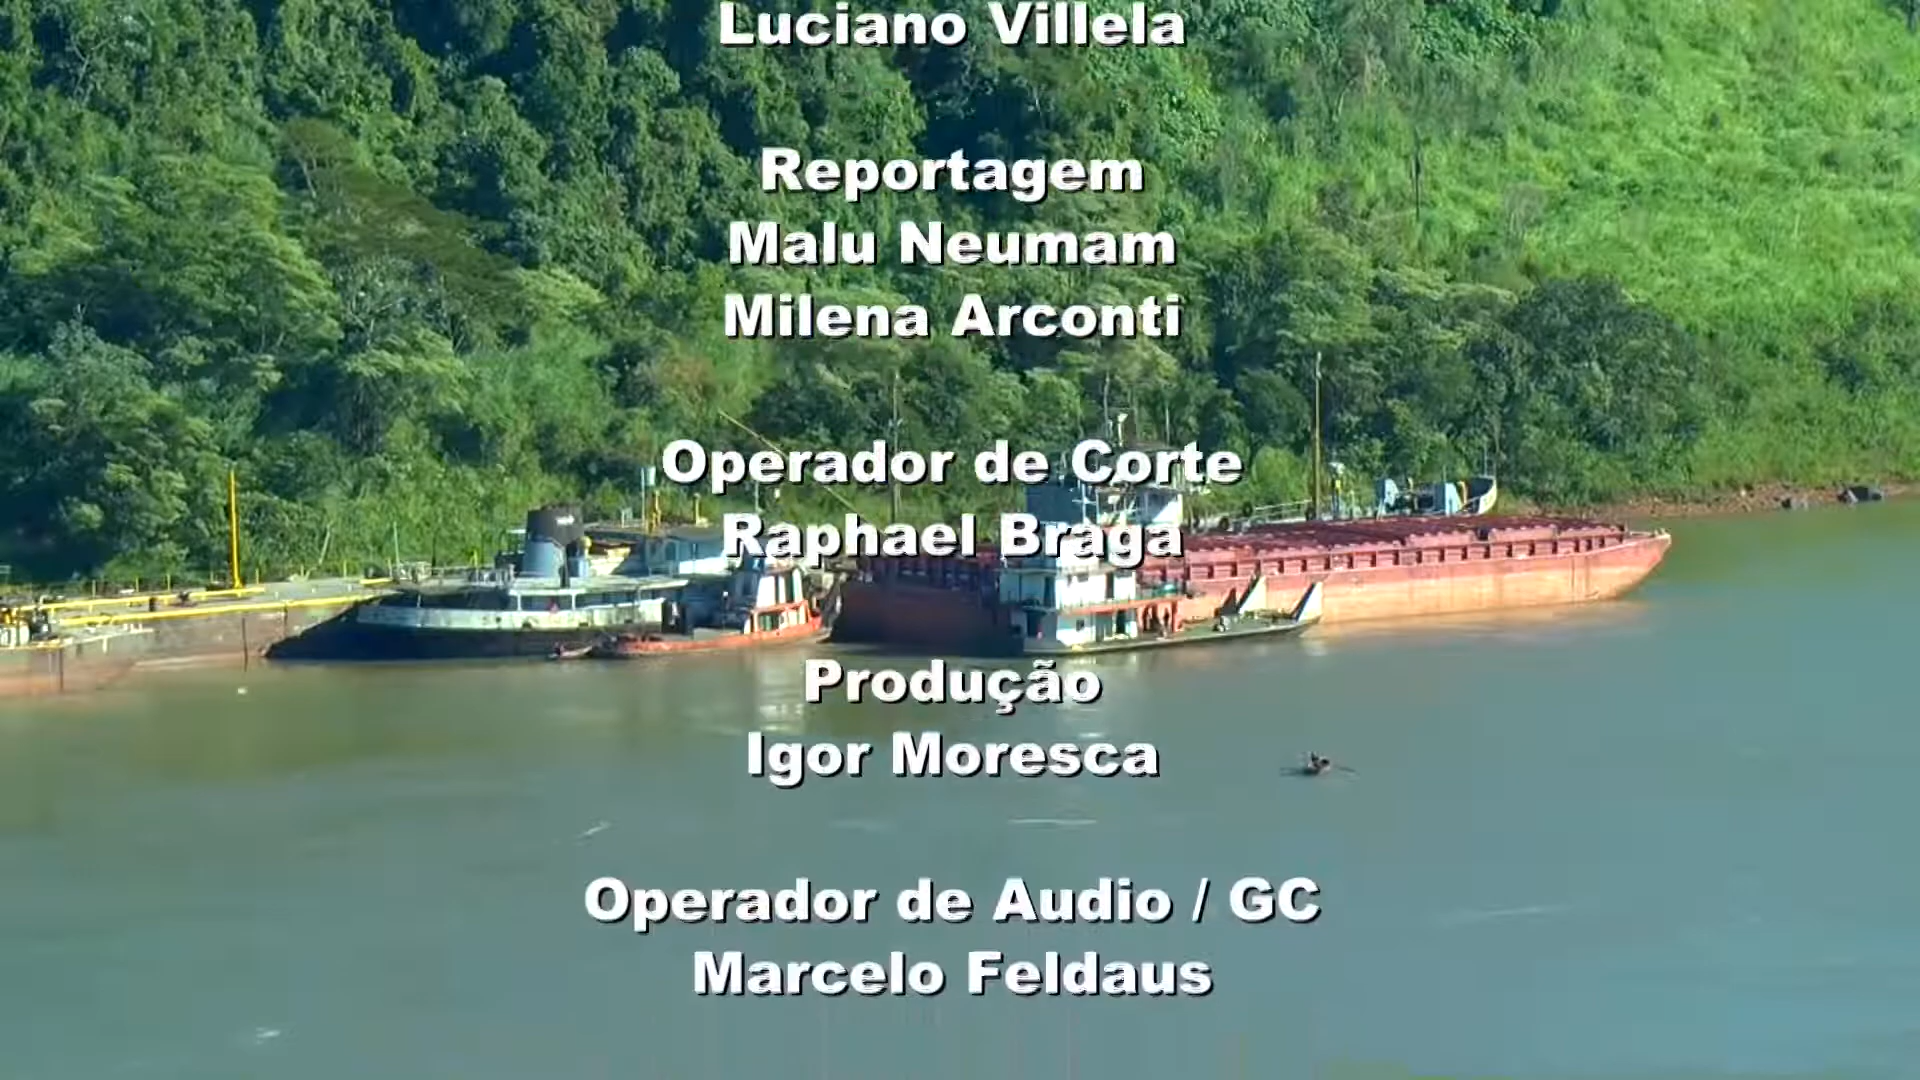 Luciano Villela
Reportagem
Malu Neumam
Milena Arconti
Operador de Corte
Raphael Braga
Produção
Igor Moresca
Operador de Audio / GC
Marcelo Feldaus